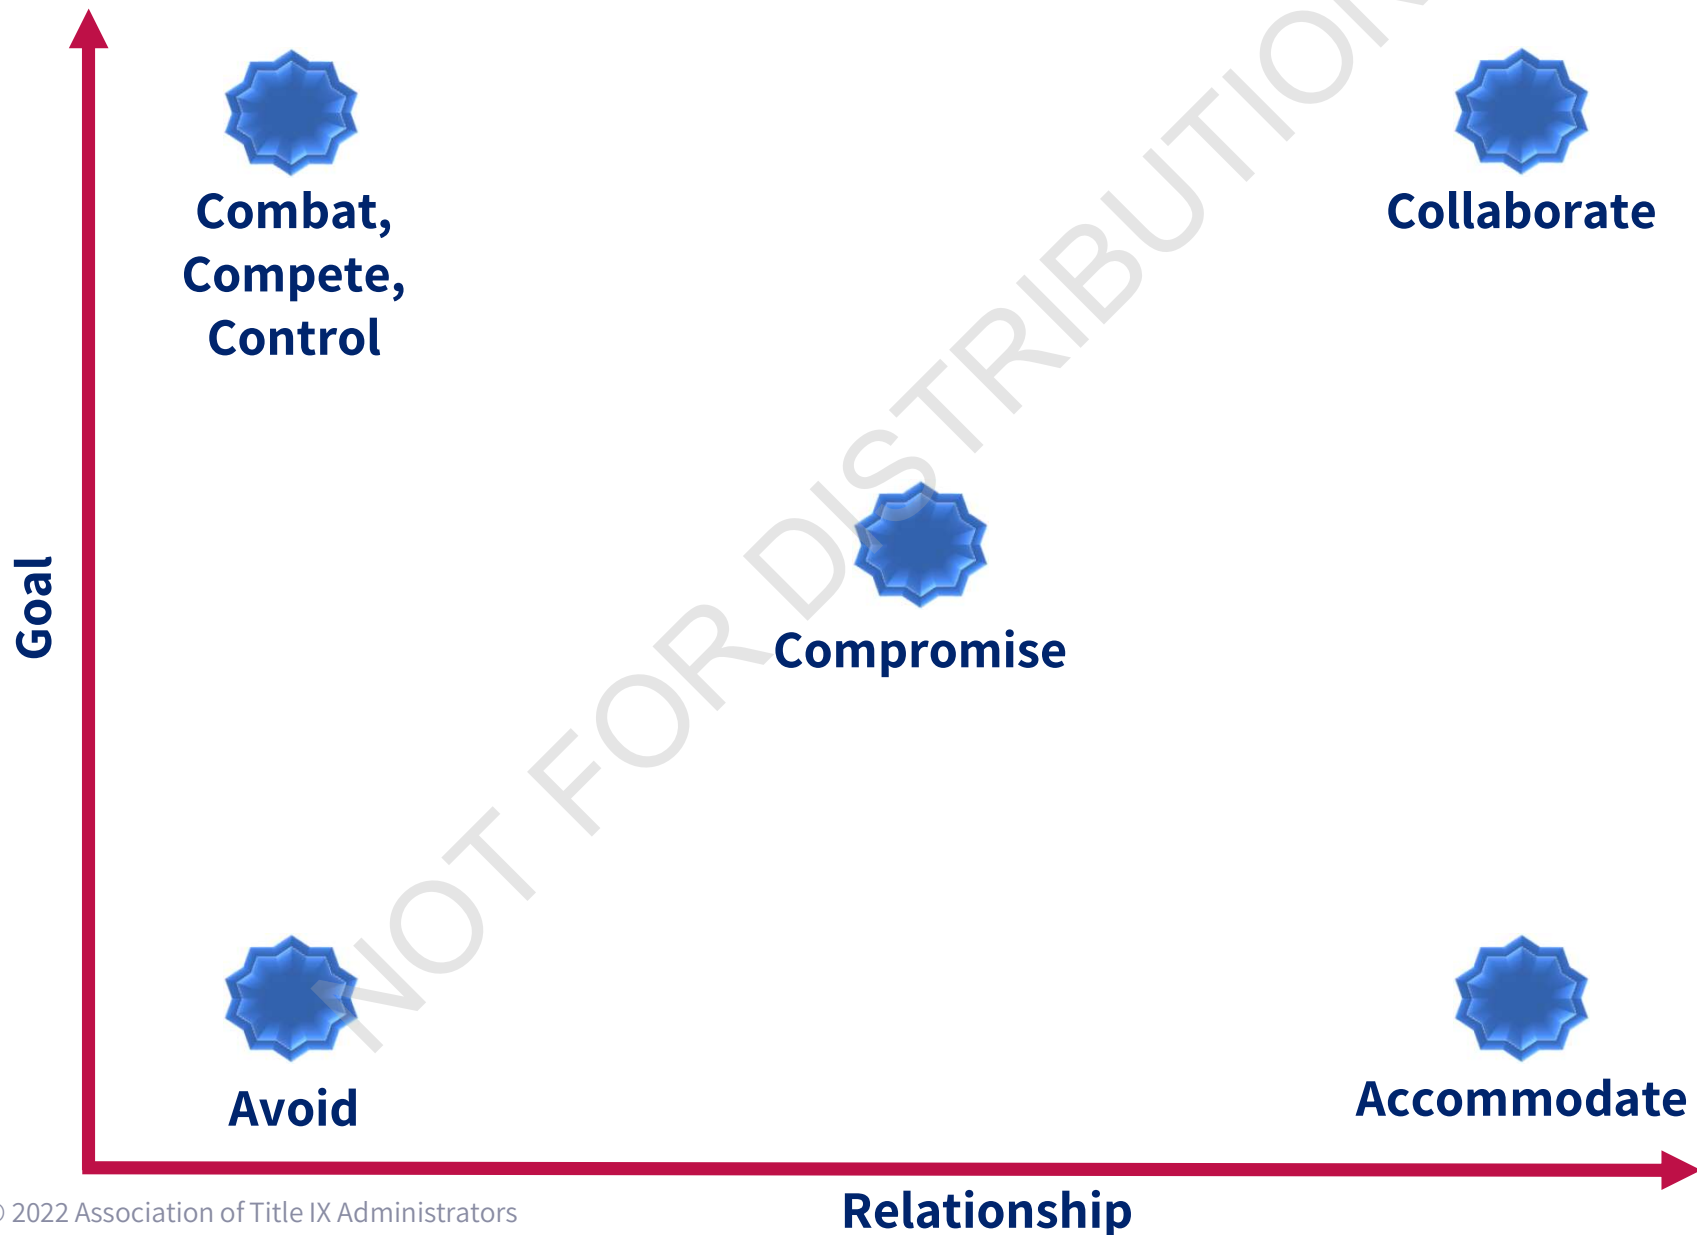 Combat,
Compete,
Control
Collaborate
Goal
Compromise
Avoid
Accommodate
Relationship
© 2022 Association of Title IX Administrators
NOT FOR DISTRIBUTION